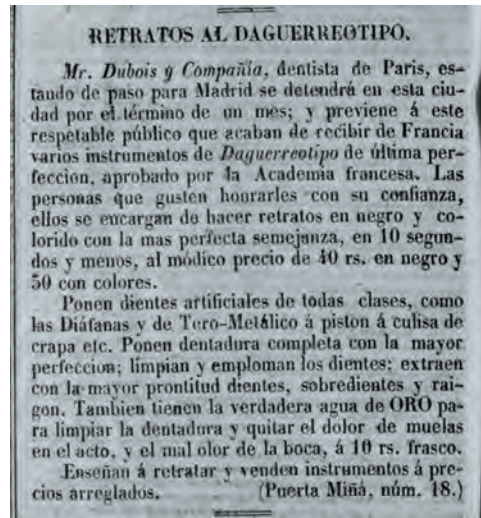 RETRATOS AL DAGUERREOTIPO.
Mr. Dubois y Compañía, dentista de Paris, es-
tando de paso para Madrid se detendrá en esta ciu-
dad por el término de un mes; y previene á este
respetable público que acaban de recibir de Francia
varios instrumentos de Daguerreotipo de última per-
feccion, aprobado por la Academia francesa. Las
personas que gusten honrarles con su confianza,
ellos se encargan de hacer retratos en negro y co-
lorido con la mas perfecta semejanza, en 10 segun-
dos y menos, al módico precio de 40 rs. en negro y
50 con colores.
Ponen dientes artificiales de todas clases, como
las Diáfanas y de Tero-Metálico á piston á culisa de
crapa etc. Ponen dentadura completa con la mayor
perfeccion; limpian y emploman los dientes; extraen
con la mayor prontitud dientes, sobredientes y rai-
gon. Tambien tienen la verdadera agua de ORO pa-
ra limpiar la dentadura y quitar el dolor de muelas
en el acto, y el mal olor de la boca, á 10 rs. frasco.
Enseñan á retratar y venden instrumentos á pre-
cios arreglados. (Puerta Miñá, núm. 18.)